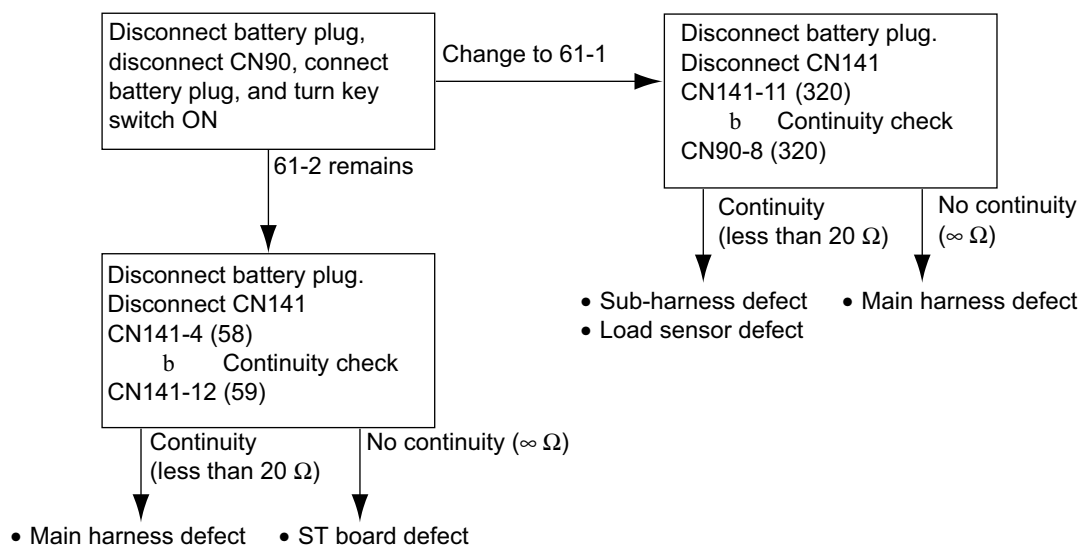 Disconnect battery plug,
disconnect CN90, connect
battery plug, and turn key
switch ON
Change to 61-1
Disconnect battery plug.
Disconnect CN141
CN141-11 (320)
b Continuity check
CN90-8 (320)
61-2 remains
Continuity
(less than 20 Ω)
No continuity
(∞ Ω)
• Sub-harness defect
• Load sensor defect
• Main harness defect
Disconnect battery plug.
Disconnect CN141
CN141-4 (58)
b Continuity check
CN141-12 (59)
Continuity
(less than 20 Ω)
No continuity (∞ Ω)
• Main harness defect
• ST board defect